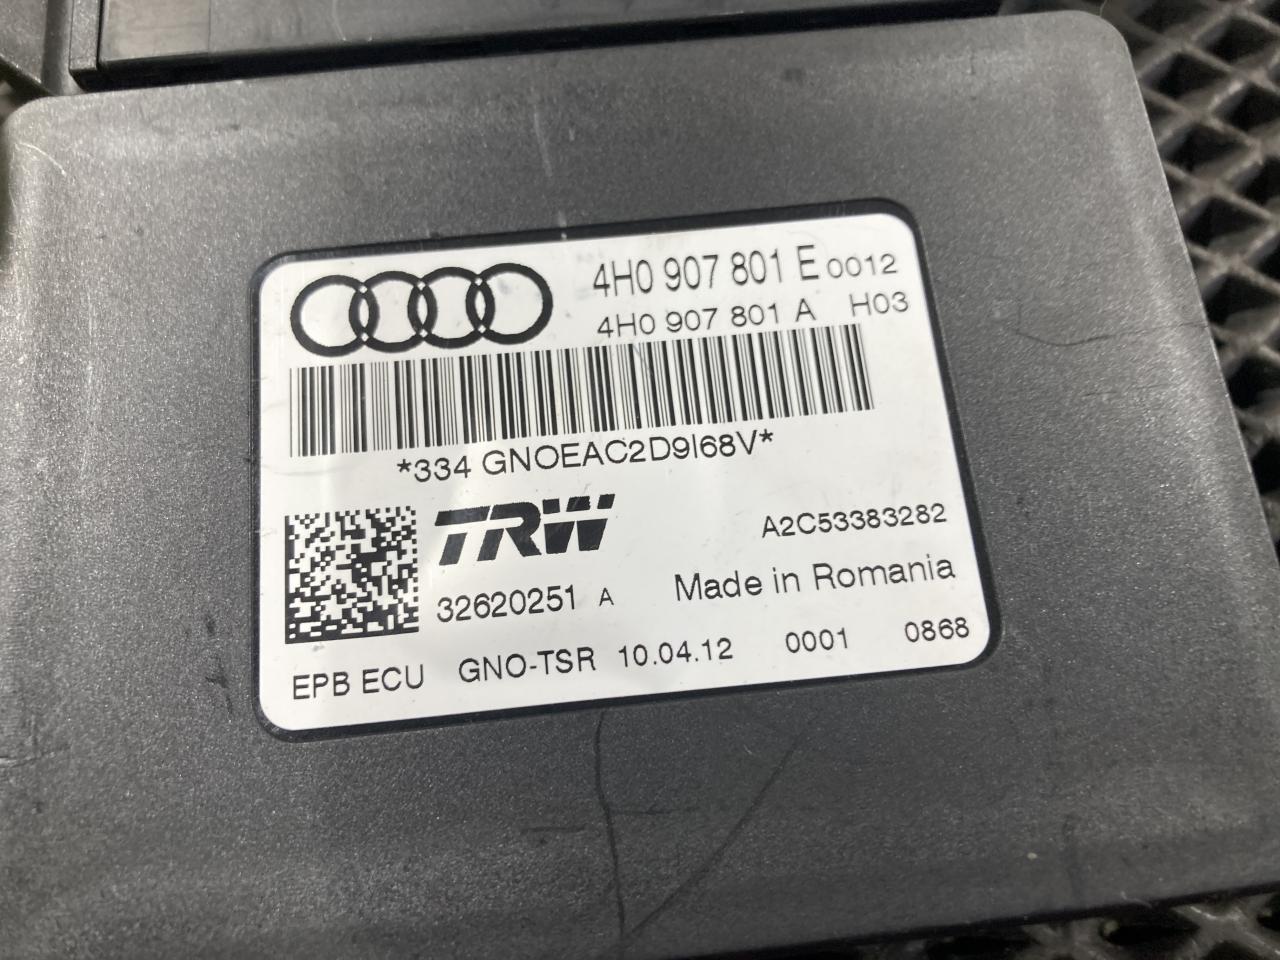 4H0 907 801 E 0012
4H0 907 801 A H03
*334 GNOEAC2D9I68V*
TRW
A2C53383282
32620251 A Made in Romania
EPB ECU GNO-TSR 10.04.12 0001 0868